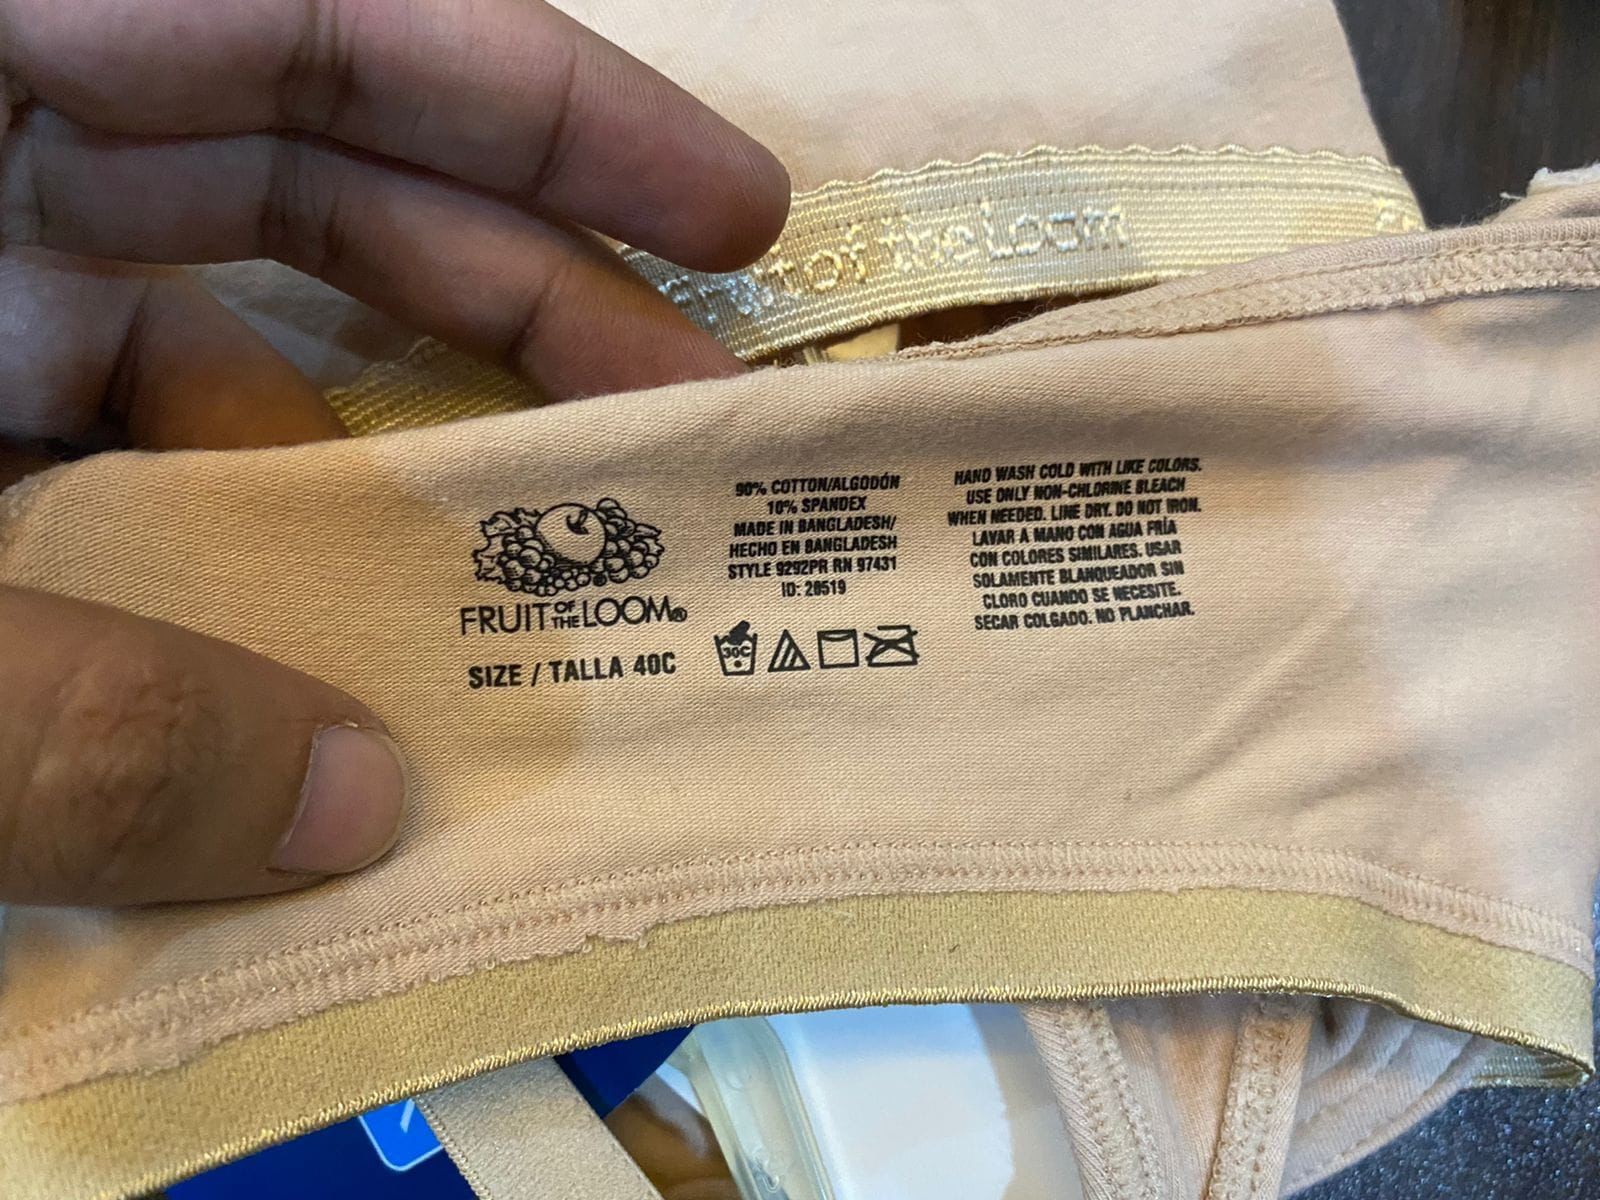 Fruit of the Loom
FRUIT OF THE LOOM®
SIZE / TALLA 40C
90% COTTON/ALGODÓN
10% SPANDEX
MADE IN BANGLADESH/
HECHO EN BANGLADESH
STYLE 9292PR RN 97431
ID: 20519
30C
HAND WASH COLD WITH LIKE COLORS.
USE ONLY NON-CHLORINE BLEACH
WHEN NEEDED. LINE DRY. DO NOT IRON.
LAVAR A MANO CON AGUA FRÍA
CON COLORES SIMILARES. USAR
SOLAMENTE BLANQUEADOR SIN
CLORO CUANDO SE NECESITE.
SECAR COLGADO. NO PLANCHAR.